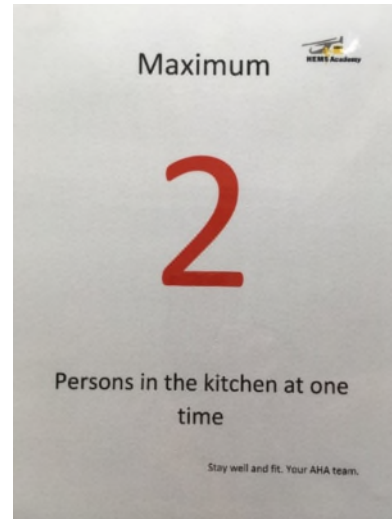 HEMS Academy
Maximum
2
Persons in the kitchen at one
time
Stay well and fit. Your AHA team.